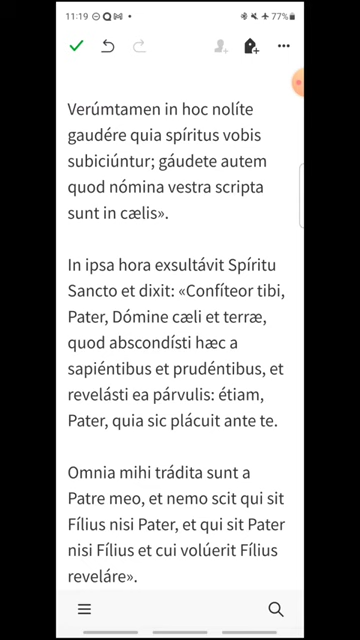 11:19
77%
Verúmtamen in hoc nolíte
gaudére quia spíritus vobis
subiciúntur; gáudete autem
quod nómina vestra scripta
sunt in cælis».
In ipsa hora exsultávit Spíritu
Sancto et dixit: «Confíteor tibi,
Pater, Dómine cæli et terræ,
quod abscondísti hæc a
sapiéntibus et prudéntibus, et
revelásti ea párvulis: étiam,
Pater, quia sic plácuit ante te.
Omnia mihi trádita sunt a
Patre meo, et nemo scit qui sit
Fílius nisi Pater, et qui sit Pater
nisi Fílius et cui volúerit Fílius
reveláre».